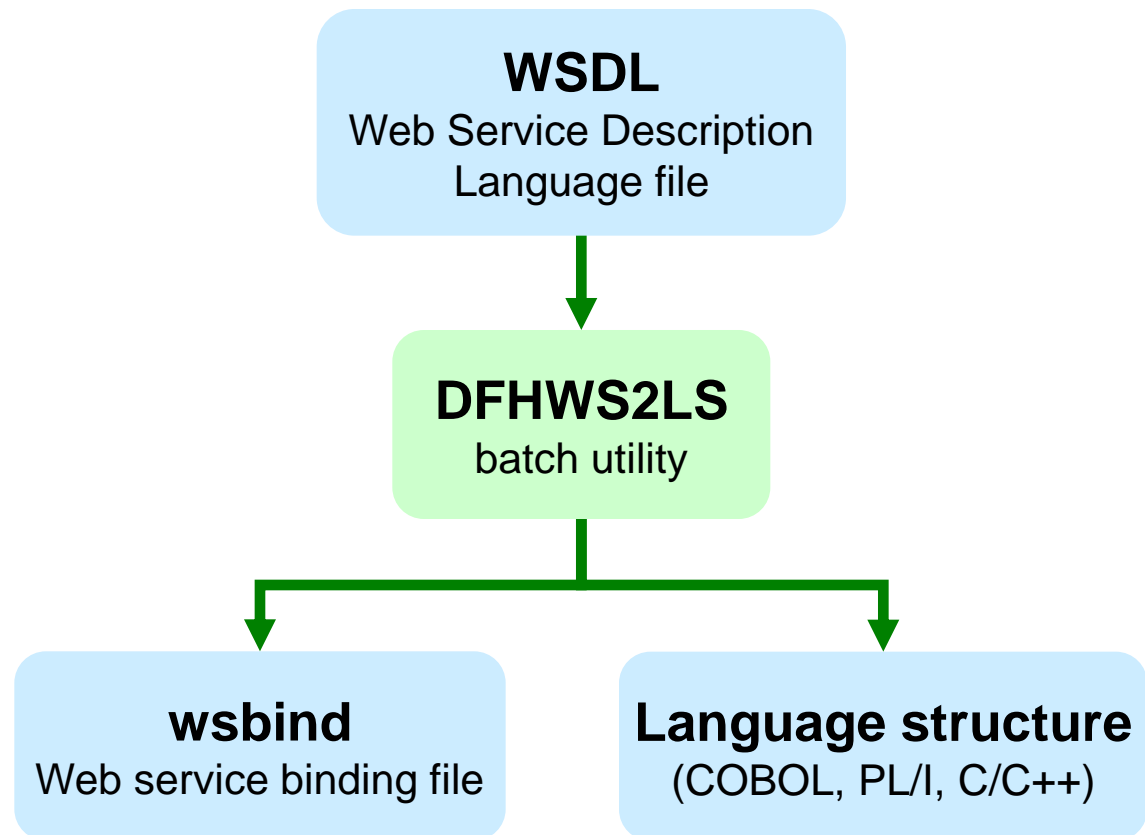 WSDL
Web Service Description
Language file
DFHWS2LS
batch utility
wsbind
Web service binding file
Language structure
(COBOL, PL/I, C/C++)